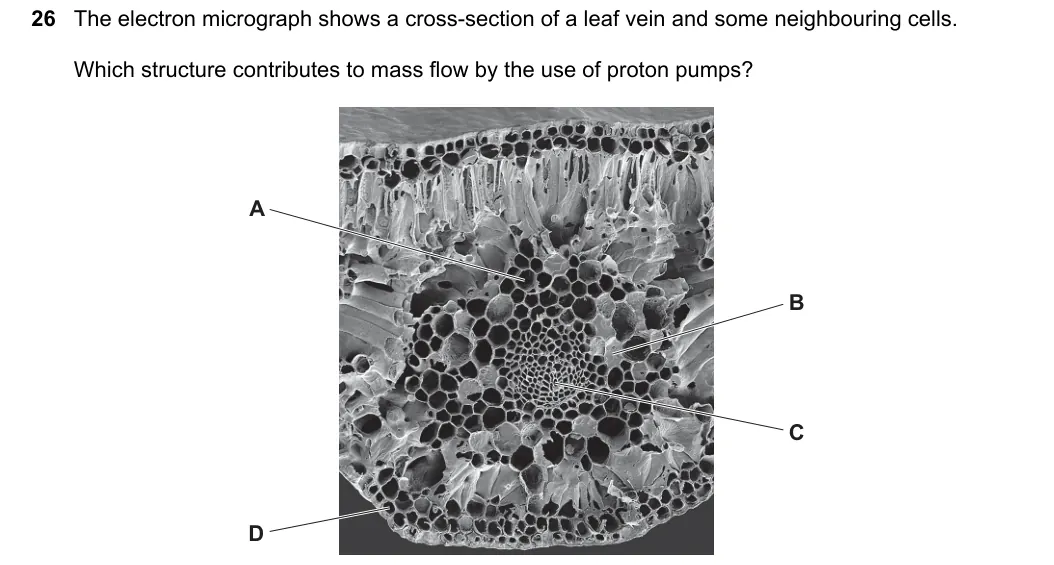 26 The electron micrograph shows a cross-section of a leaf vein and some neighbouring cells.
Which structure contributes to mass flow by the use of proton pumps?
A
B
C
D